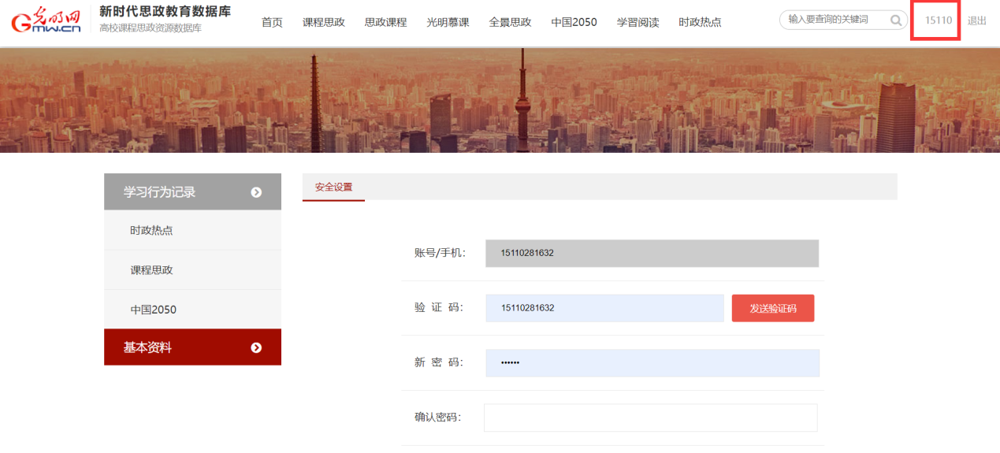 光明网
GMW.CN
新时代思政教育数据库
高校课程思政资源数据库
首页 课程思政 思政课程 光明慕课 全景思政 中国2050 学習阅读 时政热点
输入要查询的关键词
15110 退出
学习行为记录
时政热点
课程思政
中国2050
基本资料
安全设置
账号/手机: 15110281632
验 证 码: 15110281632 发送验证码
新 密 码: ••••••
确认密码: